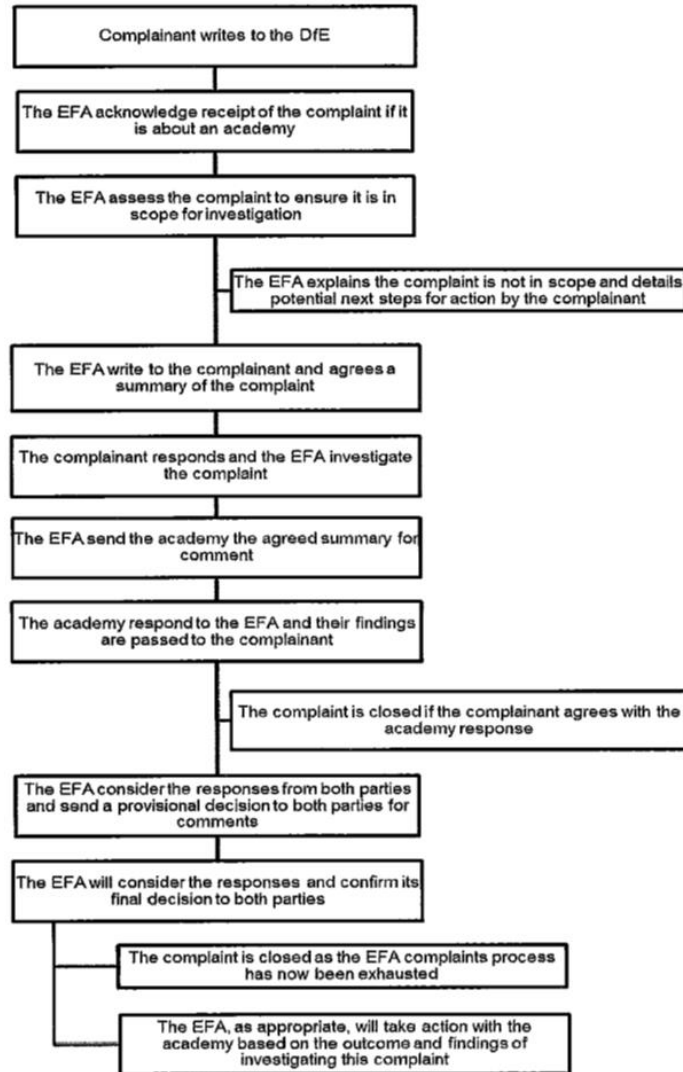 Complainant writes to the DfE
The EFA acknowledge receipt of the complaint if it
is about an academy
The EFA assess the complaint to ensure it is in
scope for investigation
The EFA explains the complaint is not in scope and details
potential next steps for action by the complainant
The EFA write to the complainant and agrees a
summary of the complaint
The complainant responds and the EFA investigate
the complaint
The EFA send the academy the agreed summary for
comment
The academy respond to the EFA and their findings
are passed to the complainant
The complaint is closed if the complainant agrees with the
academy response
The EFA consider the responses from both parties
and send a provisional decision to both parties for
comments
The EFA will consider the responses and confirm its
final decision to both parties
The complaint is closed as the EFA complaints process
has now been exhausted
The EFA, as appropriate, will take action with the
academy based on the outcome and findings of
investigating this complaint